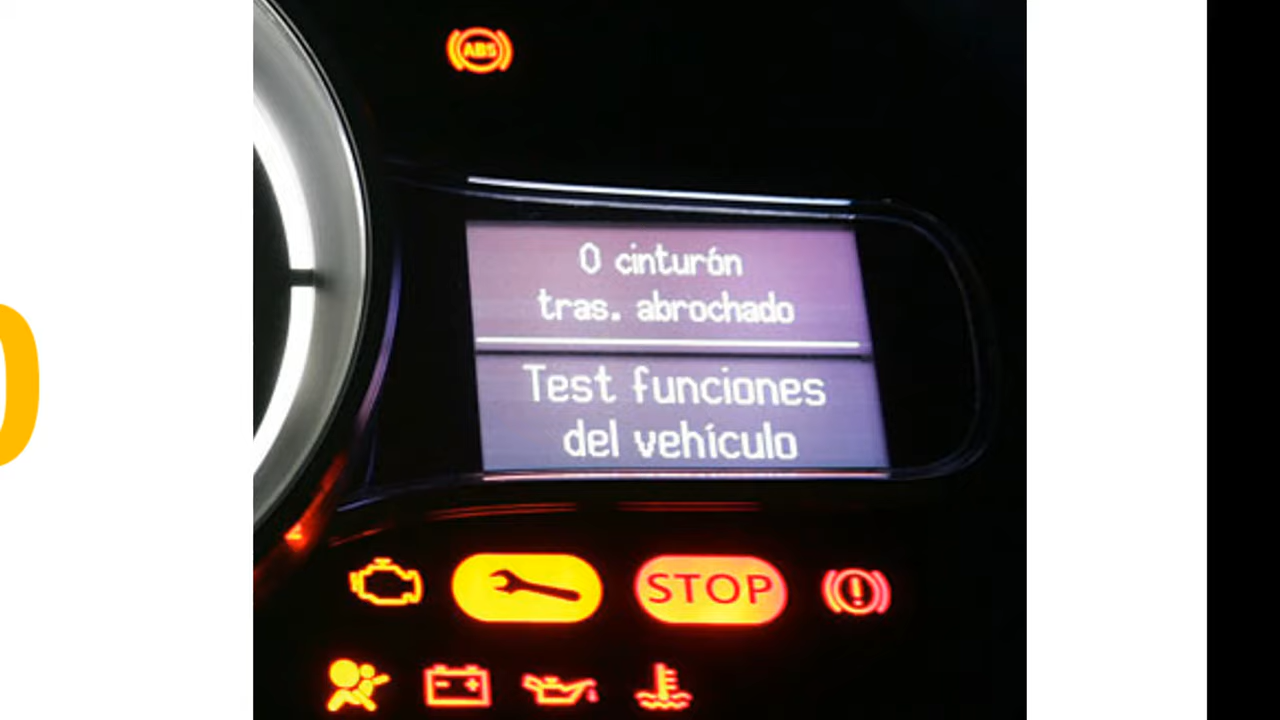 ABS
0 cinturón
tras. abrochado
Test funciones
del vehículo
STOP